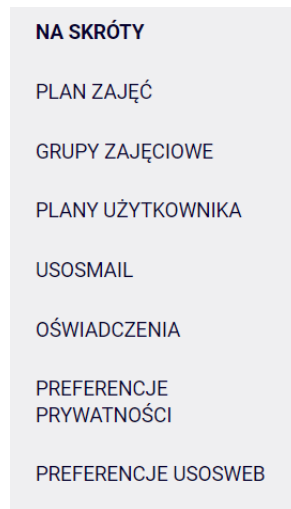 NA SKRÓTY
PLAN ZAJĘĆ
GRUPY ZAJĘCIOWE
PLANY UŻYTKOWNIKA
USOSMAIL
OŚWIADCZENIA
PREFERENCJE
PRYWATNOŚCI
PREFERENCJE USOSWEB